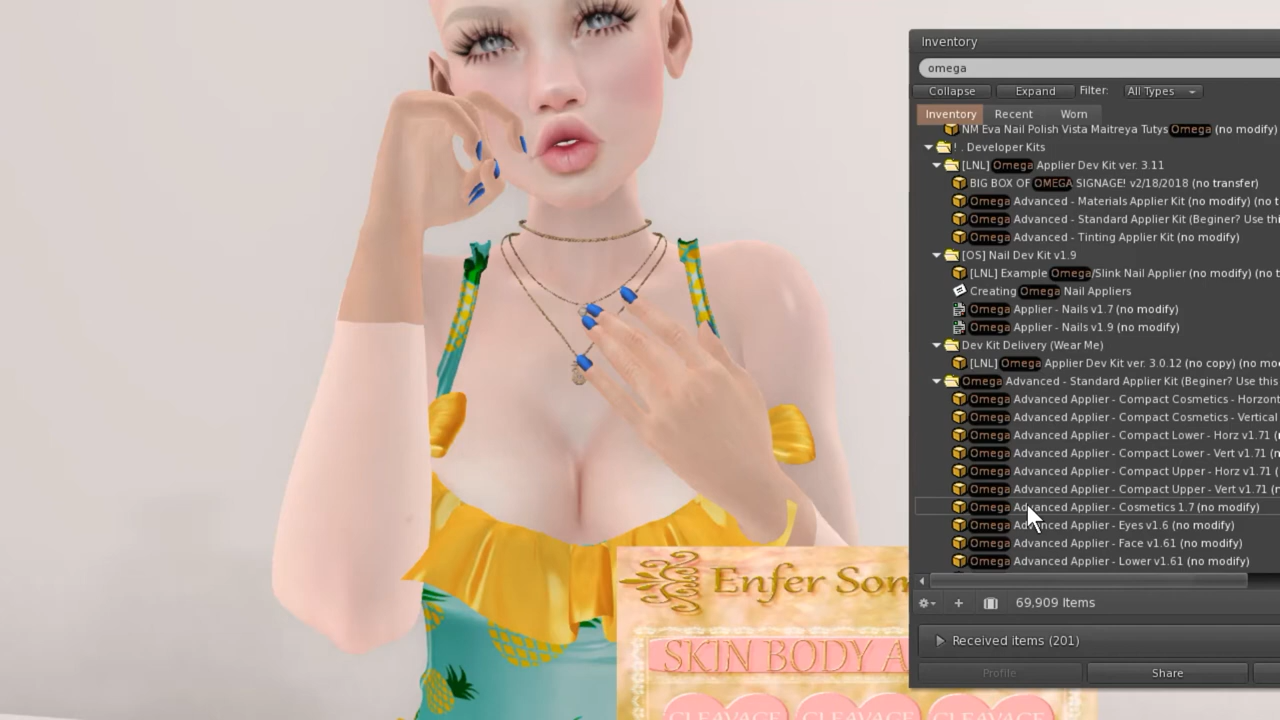 Inventory
omega
Collapse Expand Filter: All Types
Inventory Recent Worn
NM Eva Nail Polish Vista Maitreya Tutys Omega (no modify)
! . Developer Kits
[LNL] Omega Applier Dev Kit ver. 3.11
BIG BOX OF OMEGA SIGNAGE! v2/18/2018 (no transfer)
Omega Advanced - Materials Applier Kit (no modify) (no t
Omega Advanced - Standard Applier Kit (Beginer? Use thi
Omega Advanced - Tinting Applier Kit (no modify)
[OS] Nail Dev Kit v1.9
[LNL] Example Omega/Slink Nail Applier (no modify) (no t
Creating Omega Nail Appliers
Omega Applier - Nails v1.7 (no modify)
Omega Applier - Nails v1.9 (no modify)
Dev Kit Delivery (Wear Me)
[LNL] Omega Applier Dev Kit ver. 3.0.12 (no copy) (no mo
Omega Advanced - Standard Applier Kit (Beginer? Use this
Omega Advanced Applier - Compact Cosmetics - Horzont
Omega Advanced Applier - Compact Cosmetics - Vertical
Omega Advanced Applier - Compact Lower - Horz v1.71 (
Omega Advanced Applier - Compact Lower - Vert v1.71 (n
Omega Advanced Applier - Compact Upper - Horz v1.71 (
Omega Advanced Applier - Compact Upper - Vert v1.71 (n
Omega Advanced Applier - Cosmetics 1.7 (no modify)
Omega Advanced Applier - Eyes v1.6 (no modify)
Omega Advanced Applier - Face v1.61 (no modify)
Omega Advanced Applier - Lower v1.61 (no modify)
69,909 Items
Received items (201)
Profile Share
Enfer Som
SKIN BODY A
CLEAVAGE CLEAVAGE CLEAVAGE